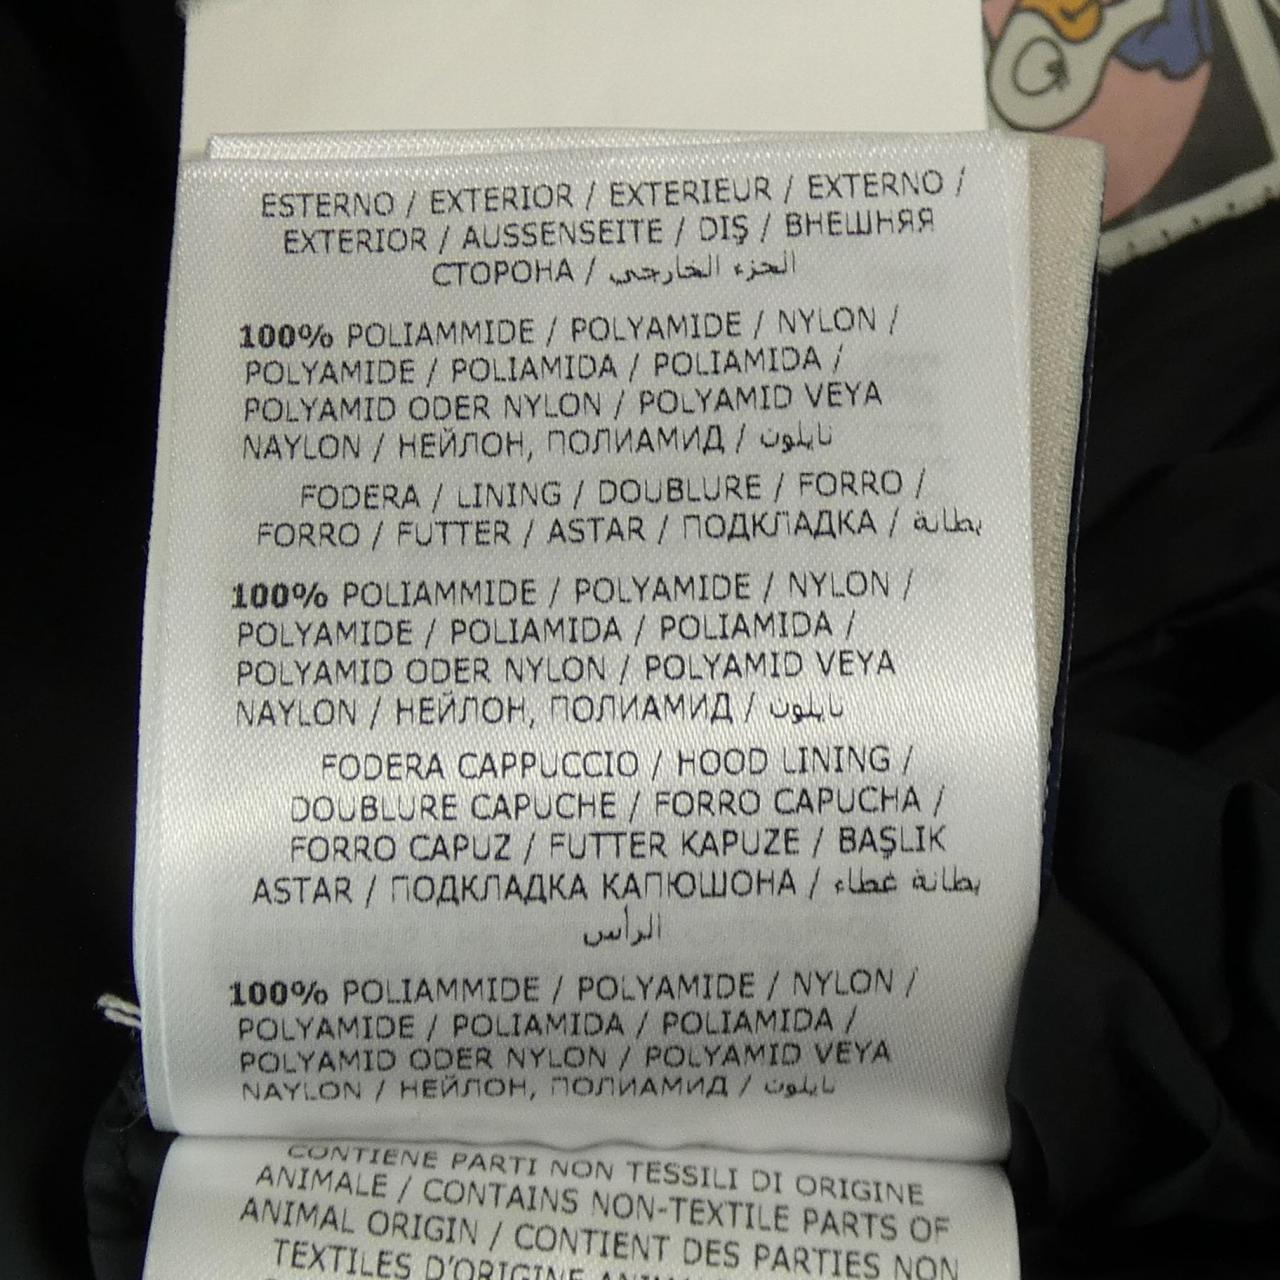 ESTERNO / EXTERIOR / EXTERIEUR / EXTERNO /
EXTERIOR / AUSSENSEITE / DIŞ / ВНЕШНЯЯ
СТОРОНА / الجزء الخارجي
100% POLIAMMIDE / POLYAMIDE / NYLON /
POLYAMIDE / POLIAMIDA / POLIAMIDA /
POLYAMID ODER NYLON / POLYAMID VEYA
NAYLON / НЕЙЛОН, ПОЛИАМИД / نايلون
FODERA / LINING / DOUBLURE / FORRO /
FORRO / FUTTER / ASTAR / ПОДКЛАДКА / بطانة
100% POLIAMMIDE / POLYAMIDE / NYLON /
POLYAMIDE / POLIAMIDA / POLIAMIDA /
POLYAMID ODER NYLON / POLYAMID VEYA
NAYLON / НЕЙЛОН, ПОЛИАМИД / نايلون
FODERA CAPPUCCIO / HOOD LINING /
DOUBLURE CAPUCHE / FORRO CAPUCHA /
FORRO CAPUZ / FUTTER KAPUZE / BAŞLIK
ASTAR / ПОДКЛАДКА КАПЮШОНА / بطانة غطاء
الرأس
100% POLIAMMIDE / POLYAMIDE / NYLON /
POLYAMIDE / POLIAMIDA / POLIAMIDA /
POLYAMID ODER NYLON / POLYAMID VEYA
NAYLON / НЕЙЛОН, ПОЛИАМИД / نايلون
CONTIENE PARTI NON TESSILI DI ORIGINE
ANIMALE / CONTAINS NON-TEXTILE PARTS OF
ANIMAL ORIGIN / CONTIENT DES PARTIES NON
TEXTILES D'ORIGINE